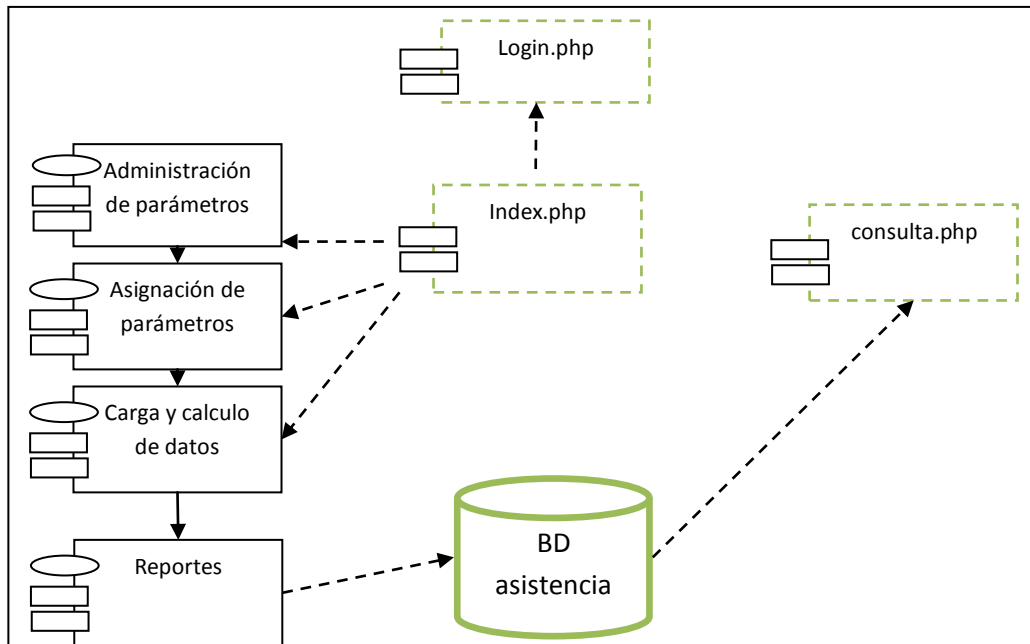 Login.php
Administración
de parámetros
Index.php
consulta.php
Asignación de
parámetros
Carga y calculo
de datos
Reportes
BD
asistencia